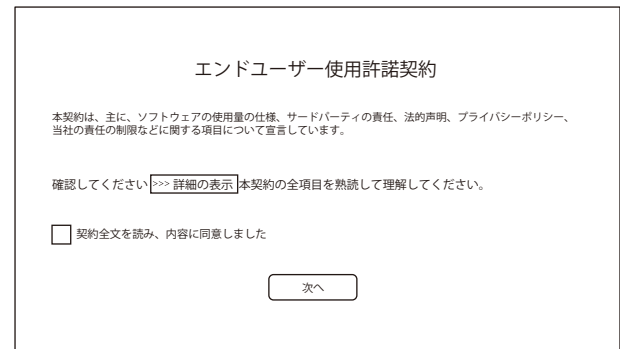 エンドユーザー使用許諾契約
本契約は、主に、ソフトウェアの使用量の仕様、サードパーティの責任、法的声明、プライバシーポリシー、
当社の責任の制限などに関する項目について宣言しています。
確認してください >>> 詳細の表示 本契約の全項目を熟読して理解してください。
契約全文を読み、内容に同意しました
次へ